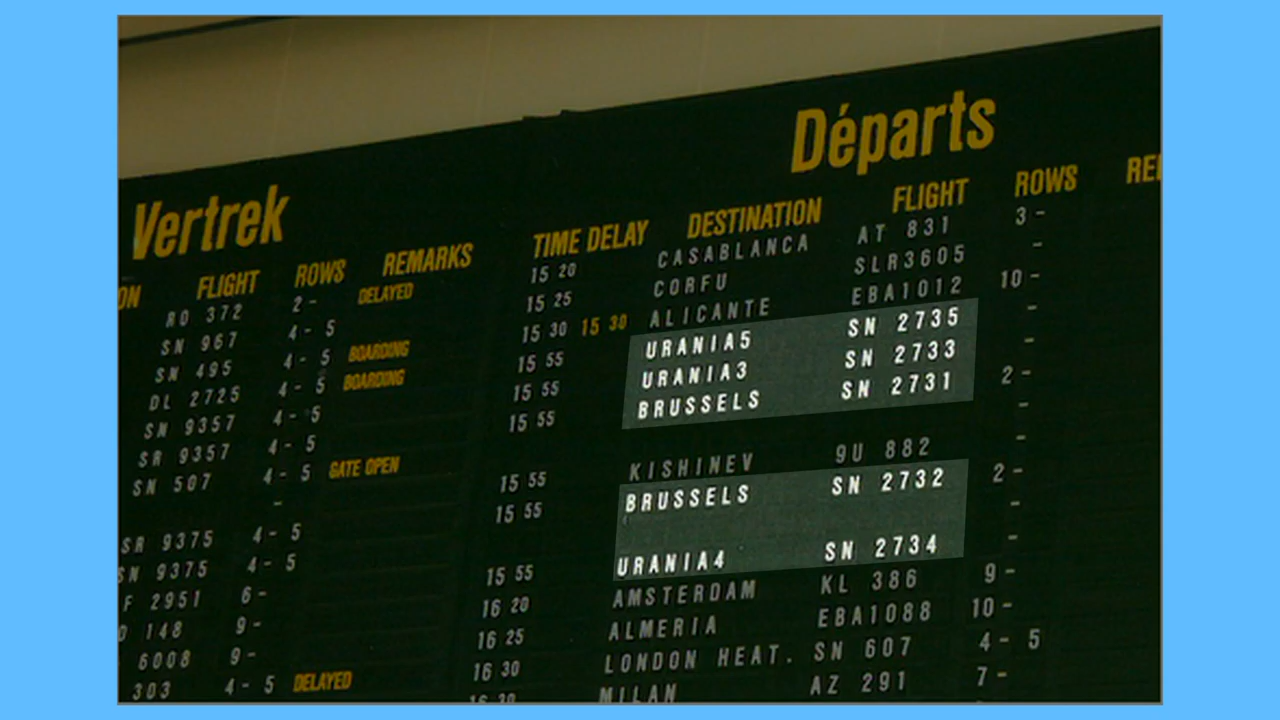 Départs
Vertrek
FLIGHT ROWS REMARKS
RO 372 2-
DELAYED
SN 967 4- 5
SN 495 4- 5 BOARDING
DL 2725 4- 5 BOARDING
SN 9357 4- 5
SR 9357 4- 5
SN 507 4- 5 GATE OPEN
-
SR 9375 4- 5
SN 9375 4- 5
F 2951 6-
148 9-
6008 9-
303 4- 5 DELAYED
TIME DELAY DESTINATION FLIGHT ROWS
15 20 CASABLANCA AT 831 3-
15 25 CORFU SLR3605 -
15 30 15 30 ALICANTE EBA1012 10-
15 55 URANIA5 SN 2735 -
15 55 URANIA3 SN 2733 -
15 55 BRUSSELS SN 2731 2-
-
15 55 KISHINEV 9U 882 -
15 55 BRUSSELS SN 2732 2-
-
15 55 URANIA4 SN 2734 -
16 20 AMSTERDAM KL 386 9-
16 25 ALMERIA EBA1088 10-
16 30 LONDON HEAT. SN 607 4- 5
MILAN AZ 291 7-